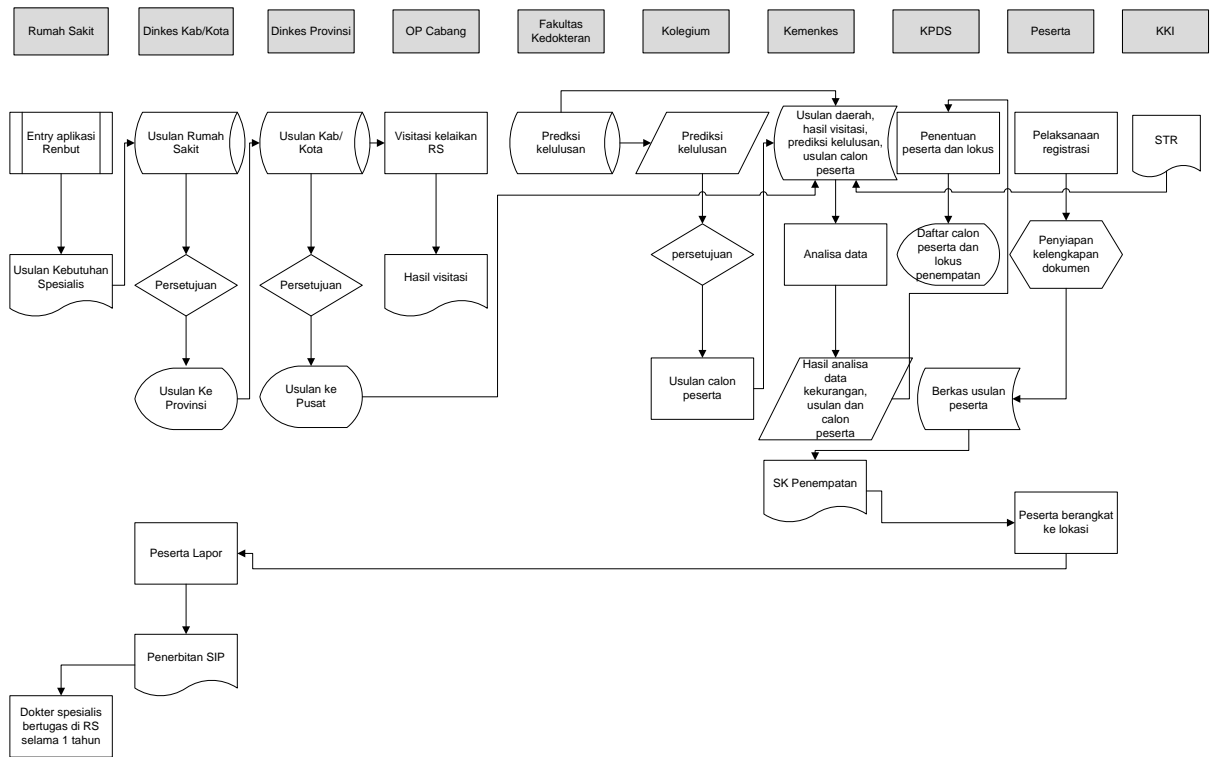 Rumah Sakit
Dinkes Kab/Kota
Dinkes Provinsi
OP Cabang
Fakultas
Kedokteran
Kolegium
Kemenkes
KPDS
Peserta
KKI
Entry aplikasi
Renbut
Usulan Rumah
Sakit
Usulan Kab/
Kota
Visitasi kelaikan
RS
Predksi
kelulusan
Prediksi
kelulusan
Usulan daerah,
hasil visitasi,
prediksi kelulusan,
usulan calon
peserta
Penentuan
peserta dan lokus
Pelaksanaan
registrasi
STR
Usulan Kebutuhan
Spesialis
Persetujuan
Persetujuan
Hasil visitasi
persetujuan
Analisa data
Daftar calon
peserta dan
lokus
penempatan
Penyiapan
kelengkapan
dokumen
Usulan Ke
Provinsi
Usulan ke
Pusat
Usulan calon
peserta
Hasil analisa
data
kekurangan,
usulan dan
calon
peserta
Berkas usulan
peserta
SK Penempatan
Peserta berangkat
ke lokasi
Peserta Lapor
Penerbitan SIP
Dokter spesialis
bertugas di RS
selama 1 tahun